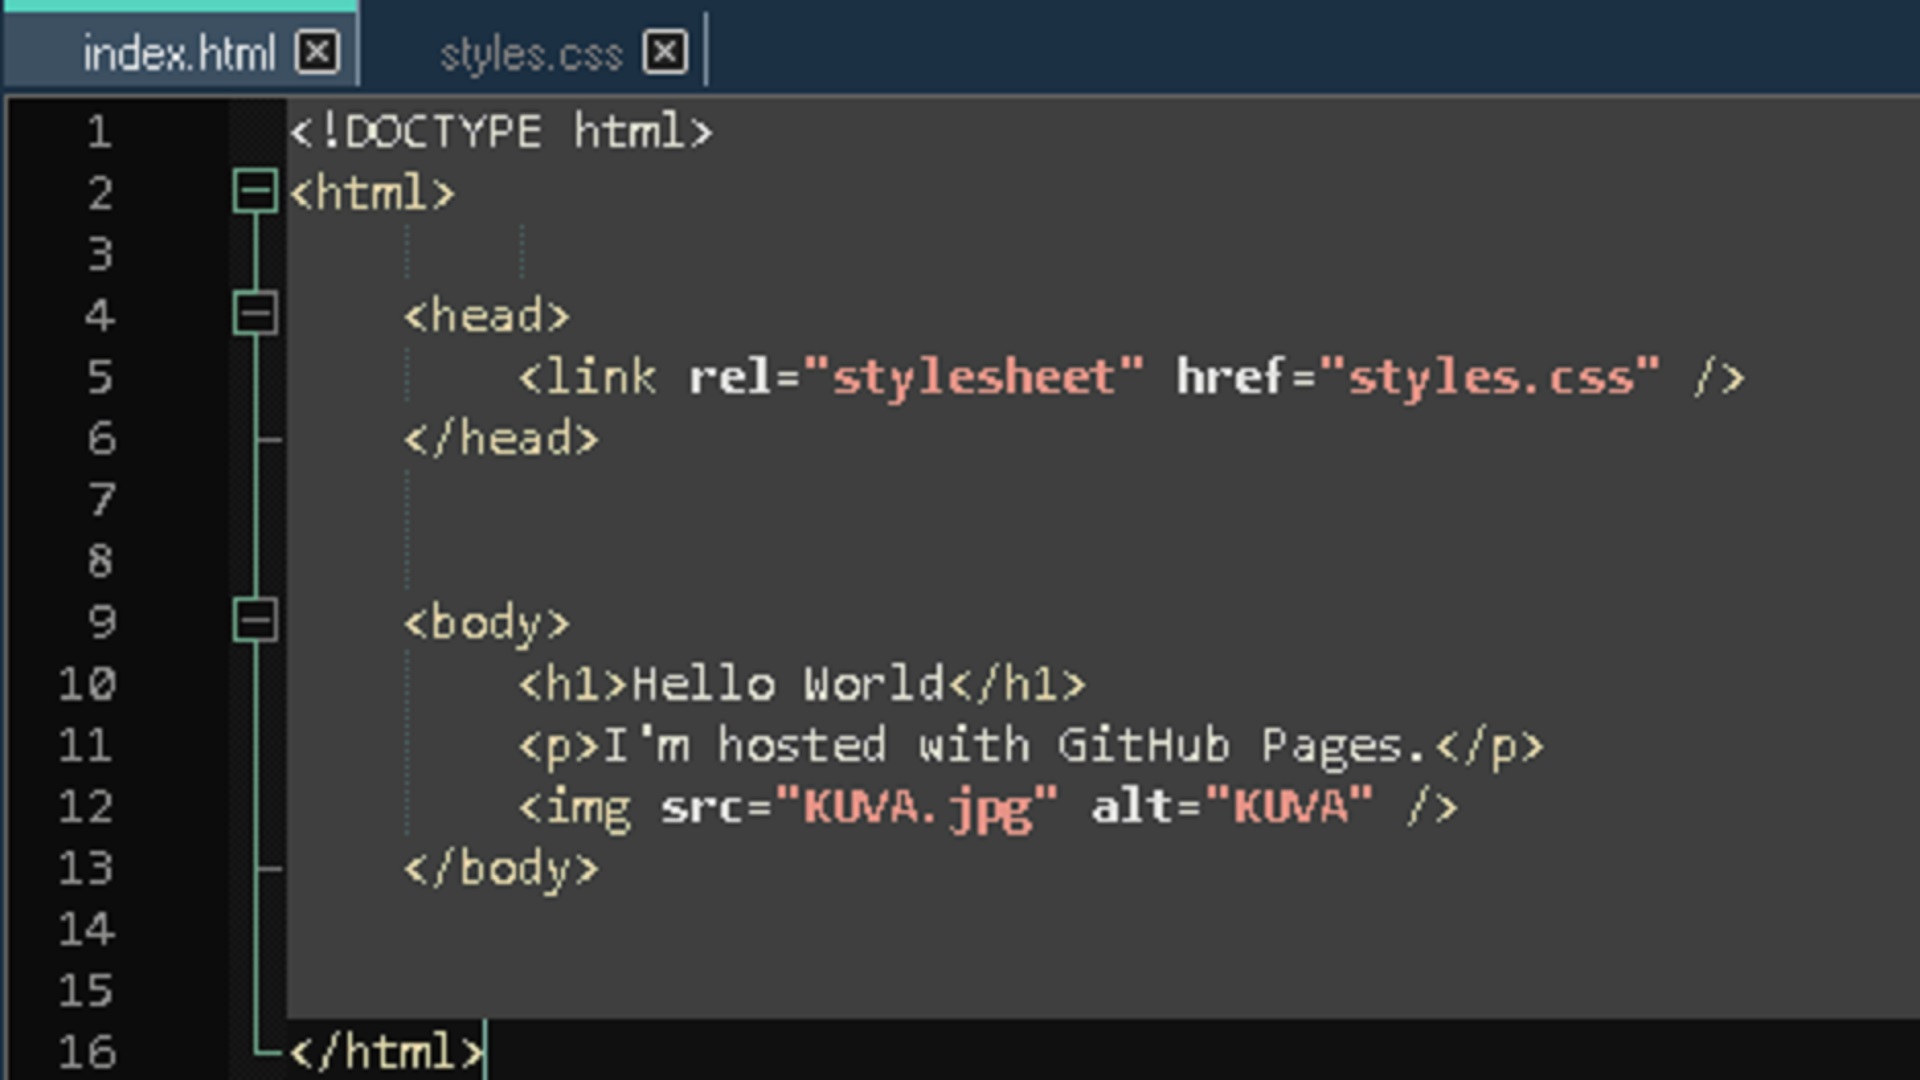 index.html styles.css
1 <!DOCTYPE html>
2 <html>
3
4 <head>
5 <link rel="stylesheet" href="styles.css" />
6 </head>
7
8
9 <body>
10 <h1>Hello World</h1>
11 <p>I'm hosted with GitHub Pages.</p>
12 <img src="KUVA.jpg" alt="KUVA" />
13 </body>
14
15
16 </html>